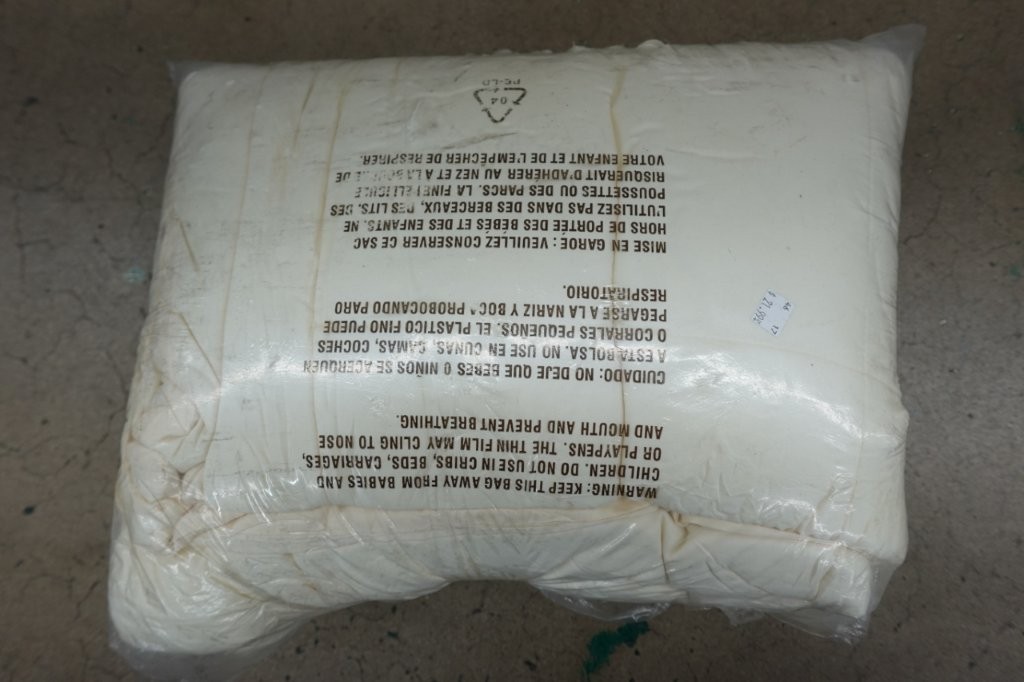 WARNING: KEEP THIS BAG AWAY FROM BABIES AND
CHILDREN. DO NOT USE IN CRIBS, BEDS, CARRIAGES,
OR PLAYPENS. THE THIN FILM MAY CLING TO NOSE
AND MOUTH AND PREVENT BREATHING.
CUIDADO: NO DEJE QUE BEBES O NIÑOS SE ACERQUEN
A ESTA BOLSA. NO USE EN CUNAS, CAMAS, COCHES
O CORRALES PEQUENOS. EL PLASTICO FINO PUEDE
PEGARSE A LA NARIZ Y BOCA PROBOCANDO PARO
RESPIRATORIO.
MISE EN GAROE : VEUILLEZ CONSERVER CE SAC
HORS DE PORTÉE DES BÉBÉS ET DES ENFANTS. NE
L'UTILISEZ PAS DANS DES BERCEAUX, DES LITS, DES
POUSSETTES OU DES PARCS. LA FINE
RISQUERAIT D'ADHÉRER AU NEZ ET A LA BOUCHE DE
VOTRE ENFANT ET DE L'EMPÊCHER DE RESPIRER.
04
PE-LD